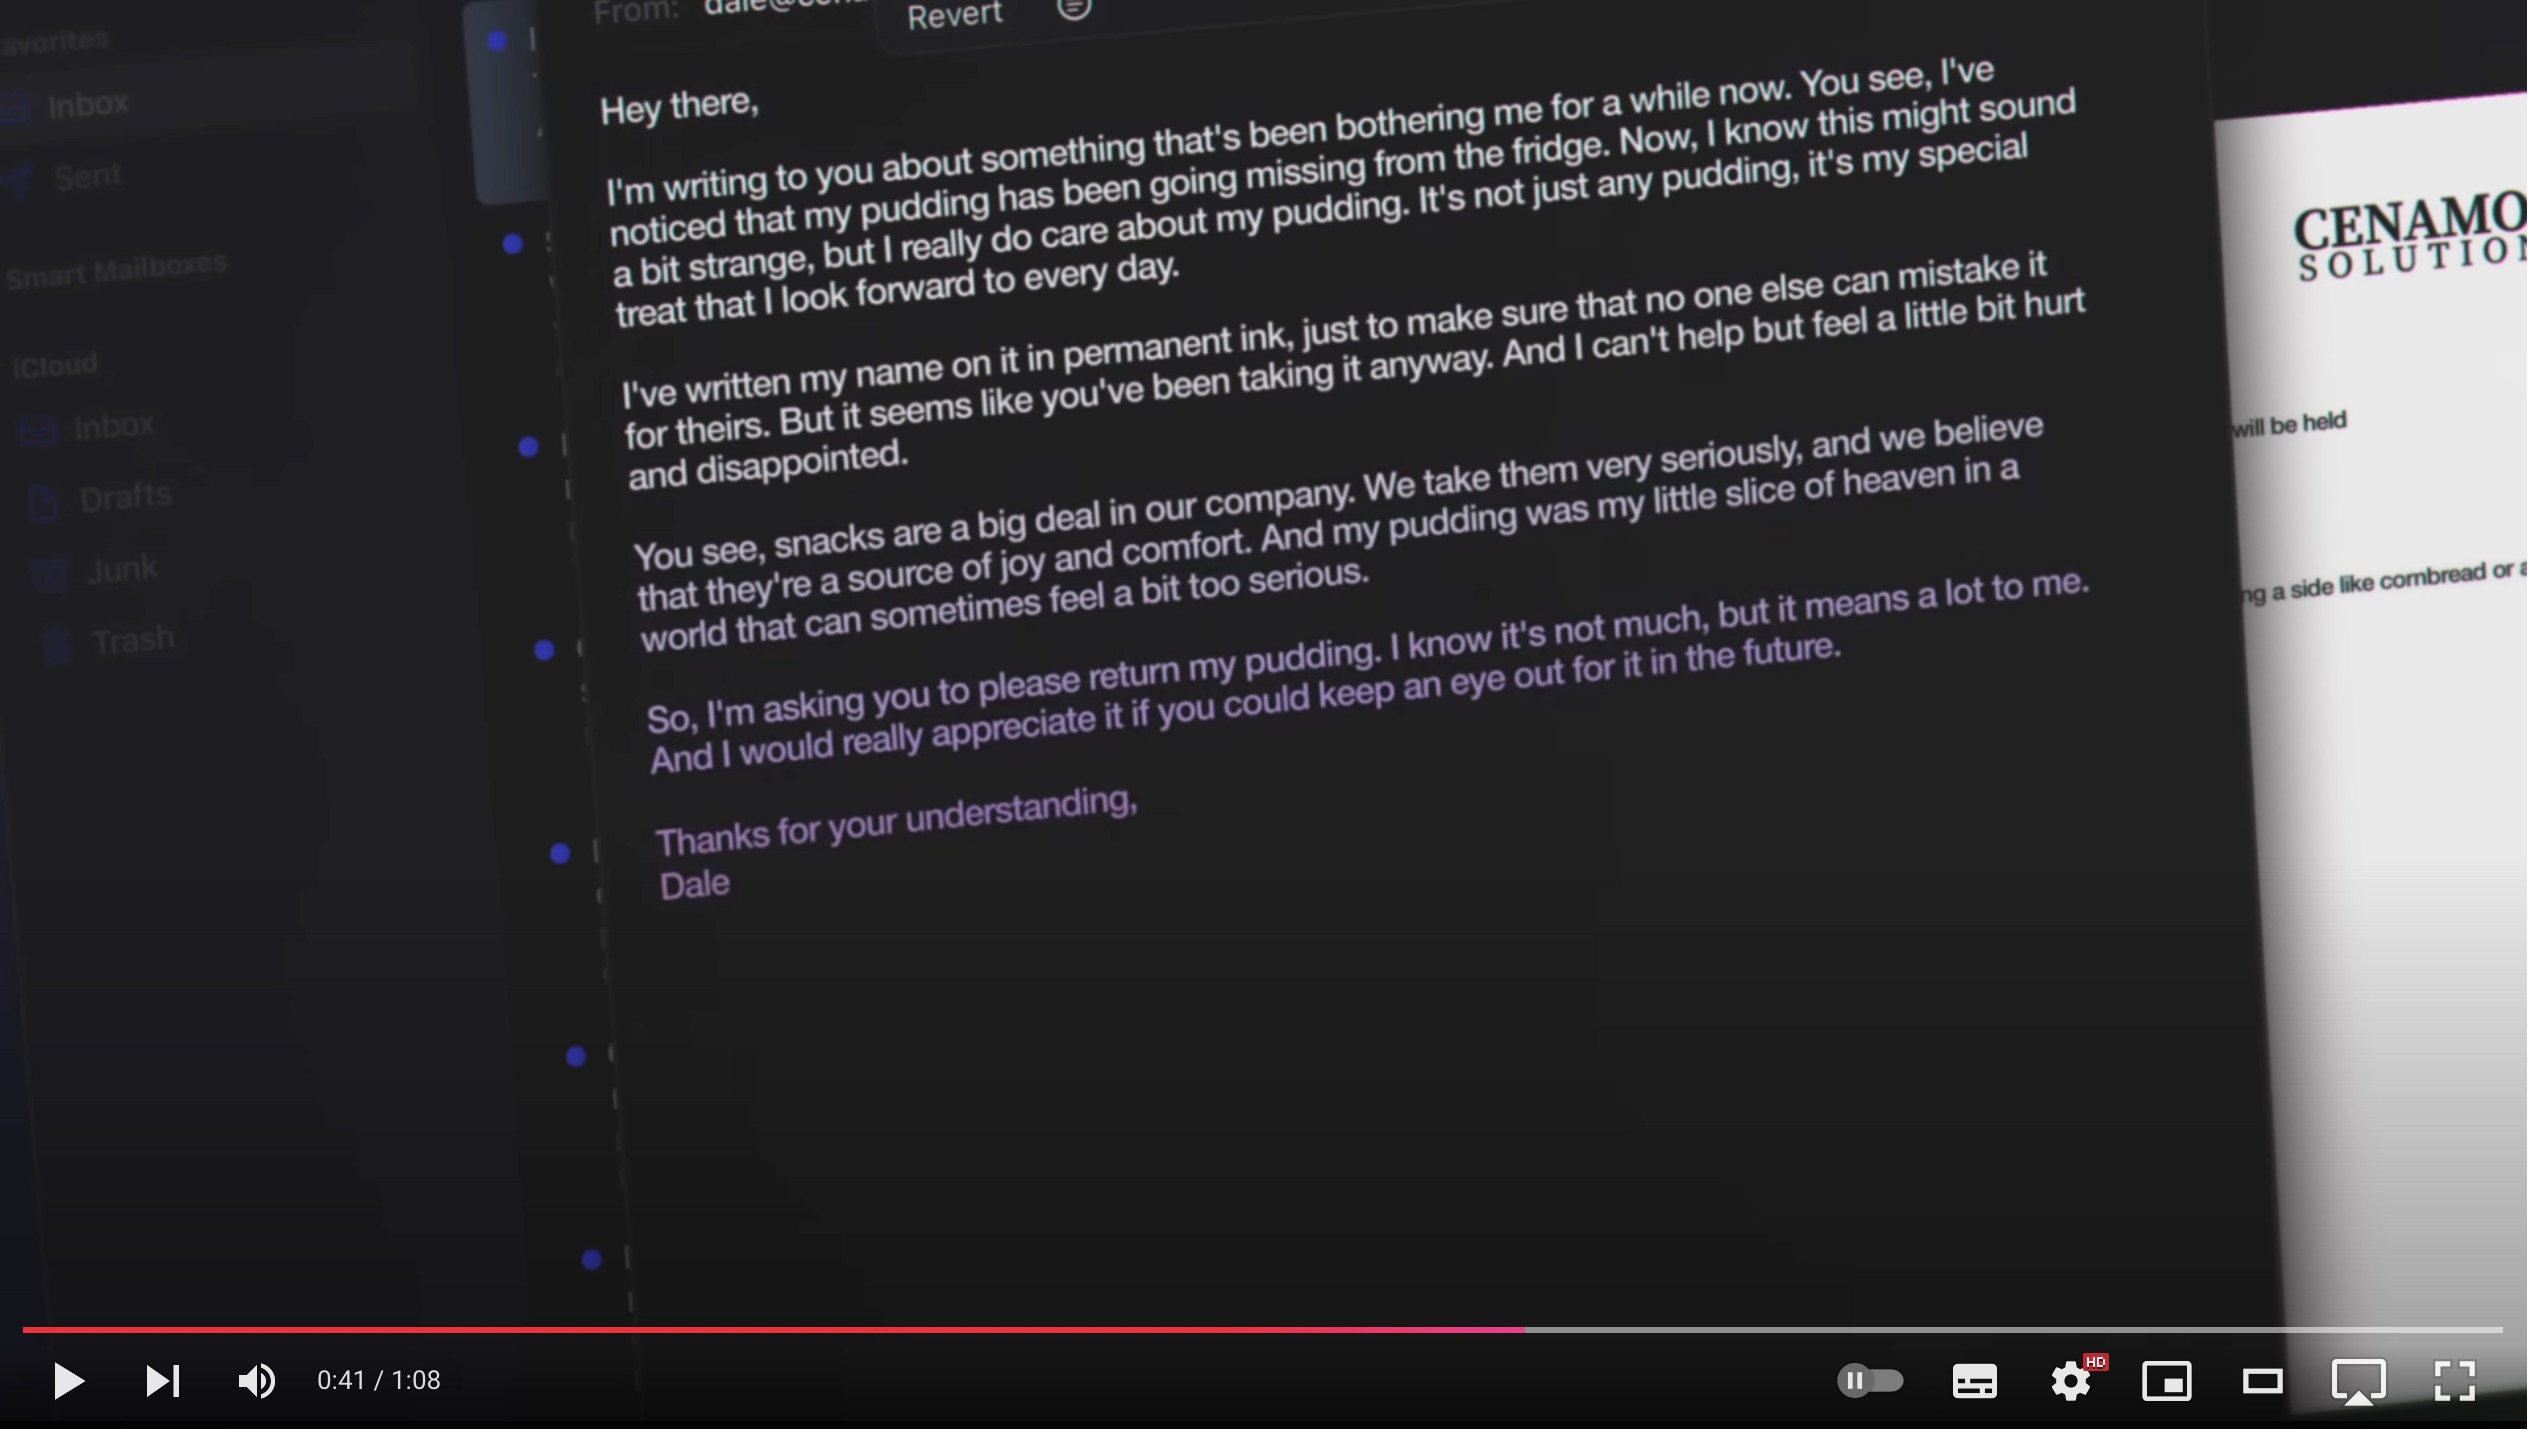 avorites
Inbox
Sent
Smart Mailboxes
iCloud
Inbox
Drafts
Junk
Trash
From:
Revert
Hey there,
I'm writing to you about something that's been bothering me for a while now. You see, I've
noticed that my pudding has been going missing from the fridge. Now, I know this might sound
a bit strange, but I really do care about my pudding. It's not just any pudding, it's my special
treat that I look forward to every day.
I've written my name on it in permanent ink, just to make sure that no one else can mistake it
for theirs. But it seems like you've been taking it anyway. And I can't help but feel a little bit hurt
and disappointed.
You see, snacks are a big deal in our company. We take them very seriously, and we believe
that they're a source of joy and comfort. And my pudding was my little slice of heaven in a
world that can sometimes feel a bit too serious.
So, I'm asking you to please return my pudding. I know it's not much, but it means a lot to me.
And I would really appreciate it if you could keep an eye out for it in the future.
Thanks for your understanding,
Dale
CENAMO
SOLUTION
will be held
ng a side like cornbread or a
0:41 / 1:08
HD